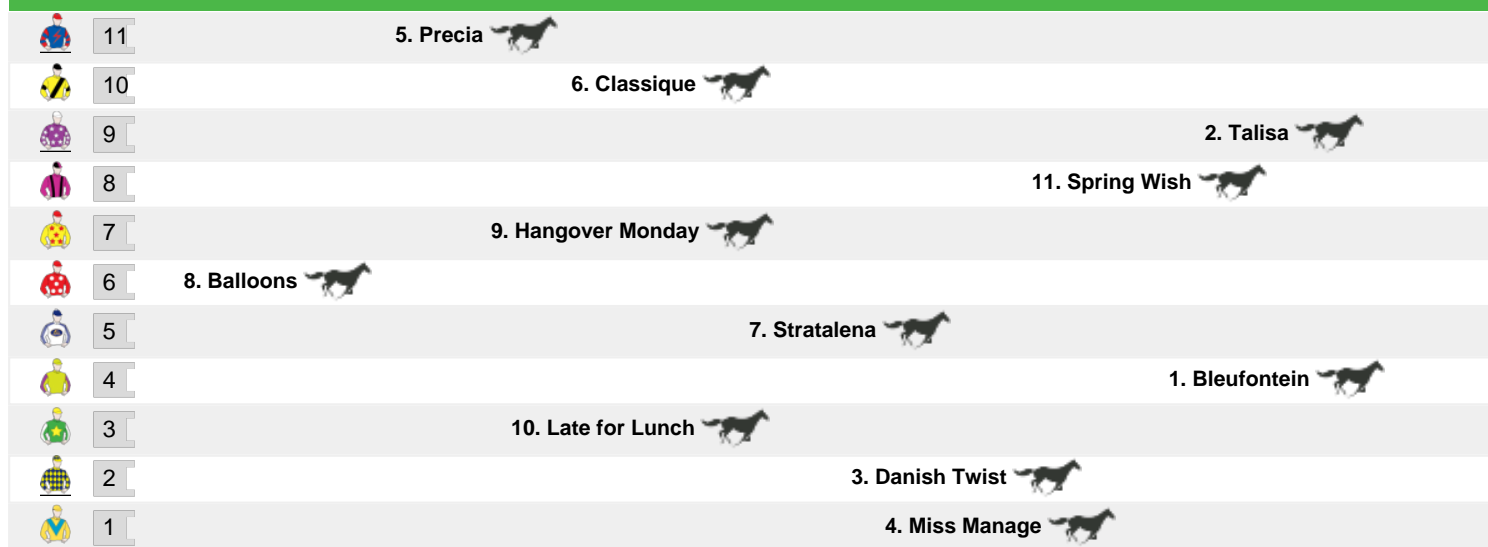 11 5. Precia
10 6. Classique
9 2. Talisa
8 11. Spring Wish
7 9. Hangover Monday
6 8. Balloons
5 7. Stratalena
4 1. Bleufontein
3 10. Late for Lunch
2 3. Danish Twist
1 4. Miss Manage